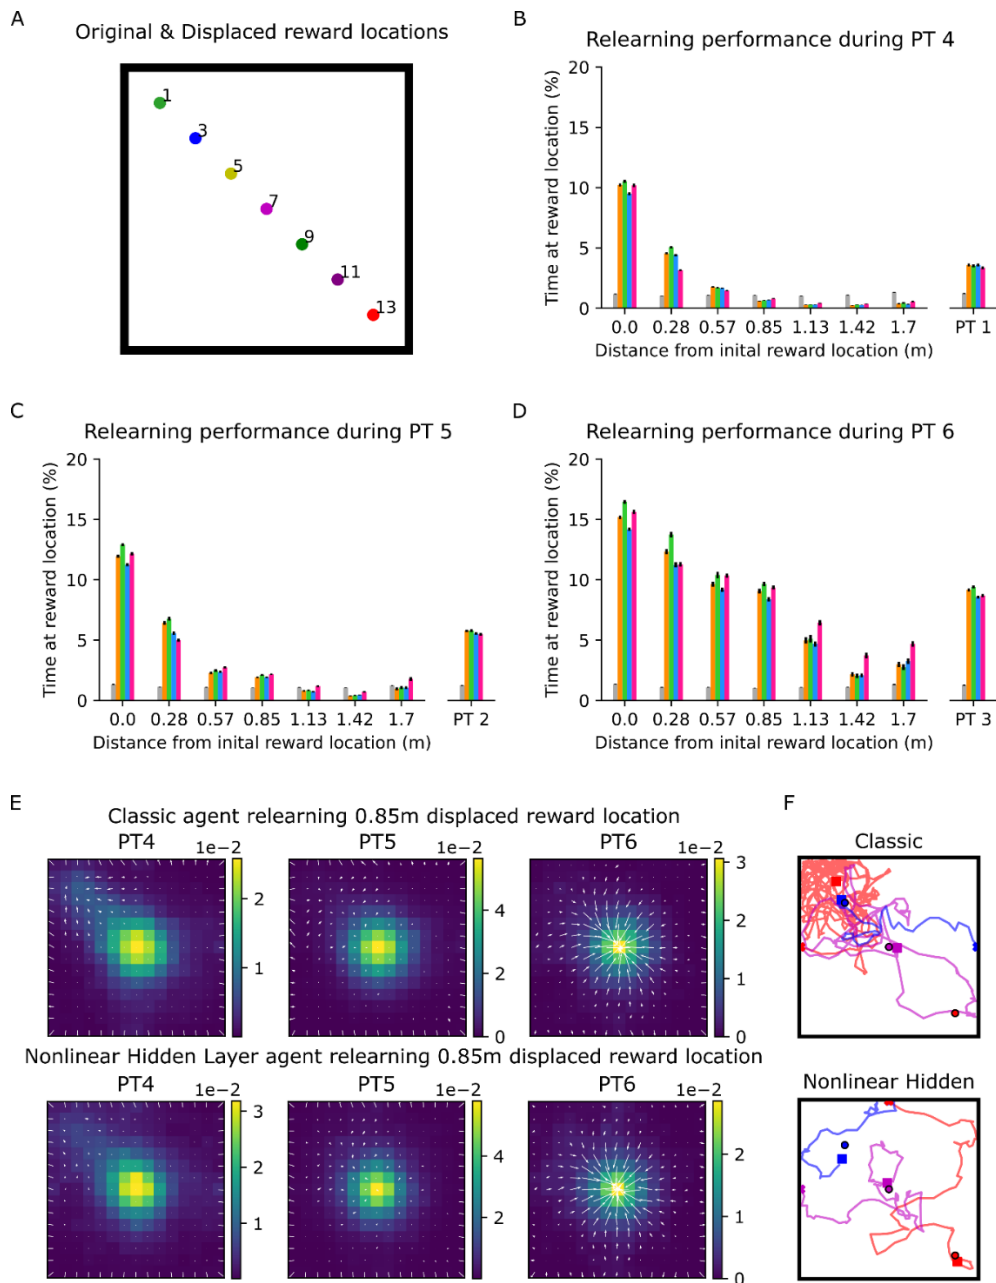 A
Original & Displaced reward locations
1
3
5
7
9
11
13
B
Relearning performance during PT 4
Time at reward location (%)
20
15
10
5
0
0.0 0.28 0.57 0.85 1.13 1.42 1.7 PT 1
Distance from inital reward location (m)
C
Relearning performance during PT 5
Time at reward location (%)
20
15
10
5
0
0.0 0.28 0.57 0.85 1.13 1.42 1.7 PT 2
Distance from inital reward location (m)
D
Relearning performance during PT 6
Time at reward location (%)
20
15
10
5
0
0.0 0.28 0.57 0.85 1.13 1.42 1.7 PT 3
Distance from inital reward location (m)
E
Classic agent relearning 0.85m displaced reward location
PT4 1e−2 PT5 1e−2 PT6 1e−2
2
1
4
2
0
3
2
1
0
Nonlinear Hidden Layer agent relearning 0.85m displaced reward location
PT4 1e−2 PT5 1e−2 PT6 1e−2
3
2
1
4
2
2
1
0
F
Classic
Nonlinear Hidden